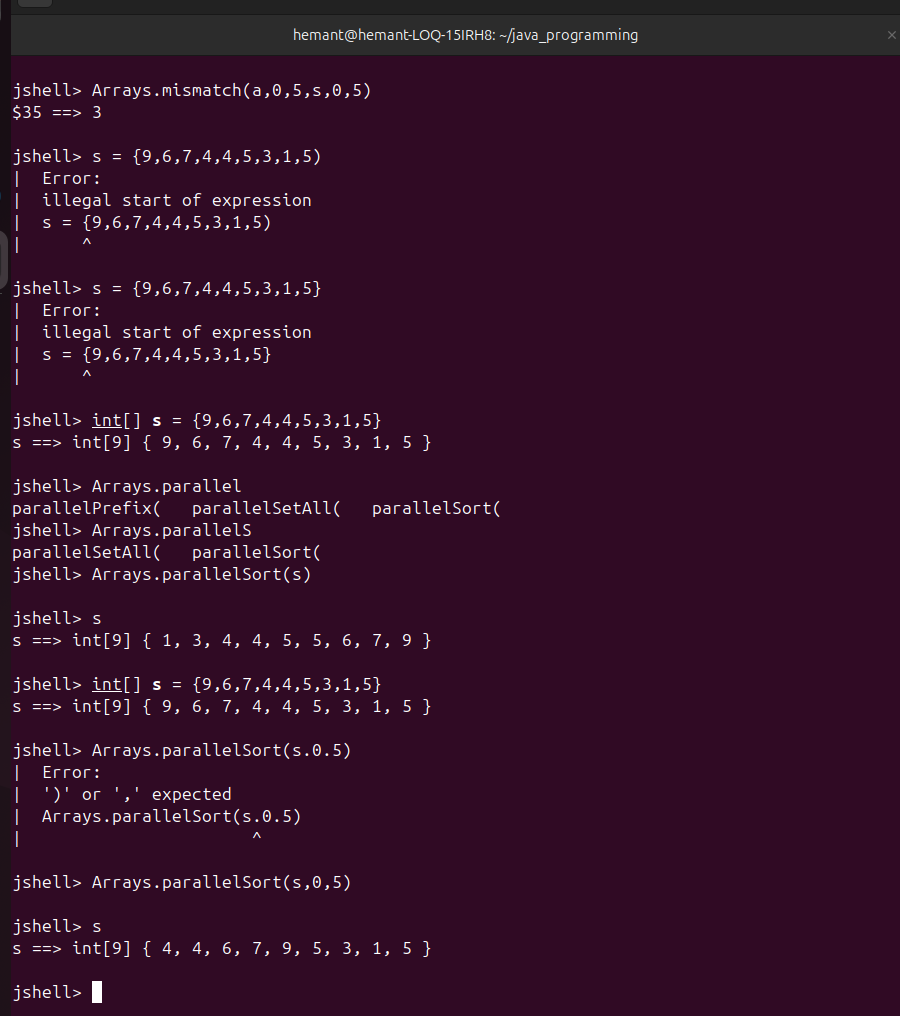 hemant@hemant-LOQ-15IRH8: ~/java_programming
jshell> Arrays.mismatch(a,0,5,s,0,5)
$35 ==> 3
jshell> s = {9,6,7,4,4,5,3,1,5)
|  Error:
|  illegal start of expression
|  s = {9,6,7,4,4,5,3,1,5)
|      ^
jshell> s = {9,6,7,4,4,5,3,1,5}
|  Error:
|  illegal start of expression
|  s = {9,6,7,4,4,5,3,1,5}
|      ^
jshell> int[] s = {9,6,7,4,4,5,3,1,5}
s ==> int[9] { 9, 6, 7, 4, 4, 5, 3, 1, 5 }
jshell> Arrays.parallel
parallelPrefix(   parallelSetAll(   parallelSort(
jshell> Arrays.parallelS
parallelSetAll(   parallelSort(
jshell> Arrays.parallelSort(s)
jshell> s
s ==> int[9] { 1, 3, 4, 4, 5, 5, 6, 7, 9 }
jshell> int[] s = {9,6,7,4,4,5,3,1,5}
s ==> int[9] { 9, 6, 7, 4, 4, 5, 3, 1, 5 }
jshell> Arrays.parallelSort(s.0.5)
|  Error:
|  ')' or ',' expected
|  Arrays.parallelSort(s.0.5)
|                       ^
jshell> Arrays.parallelSort(s,0,5)
jshell> s
s ==> int[9] { 4, 4, 6, 7, 9, 5, 3, 1, 5 }
jshell>